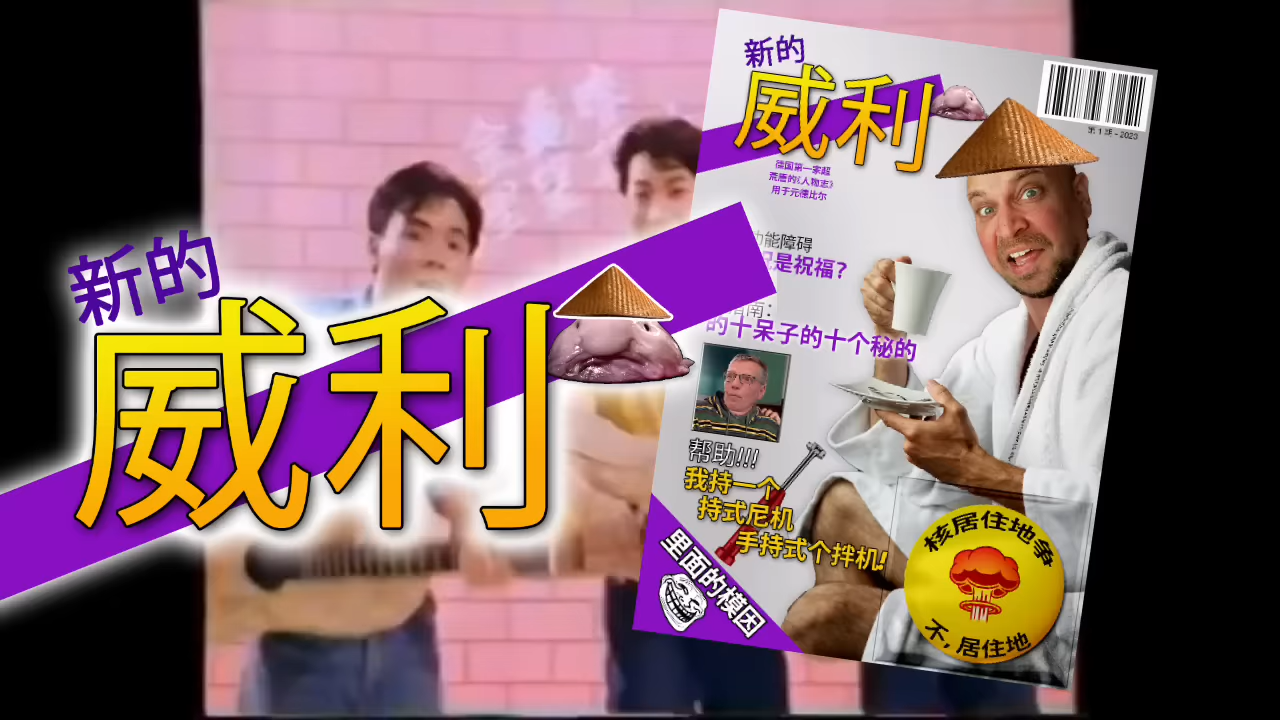 新的
威利
新的
威利
第 1 期 - 2023
德国第一家超
荒唐的《人物志》
用于元德比尔
功能障碍
是祝福?
指南:
的十呆子的十个秘的
帮助!!!
我持一个
持式尼机
手持式个拌机!
里面的模因
核居住地争
不, 居住地